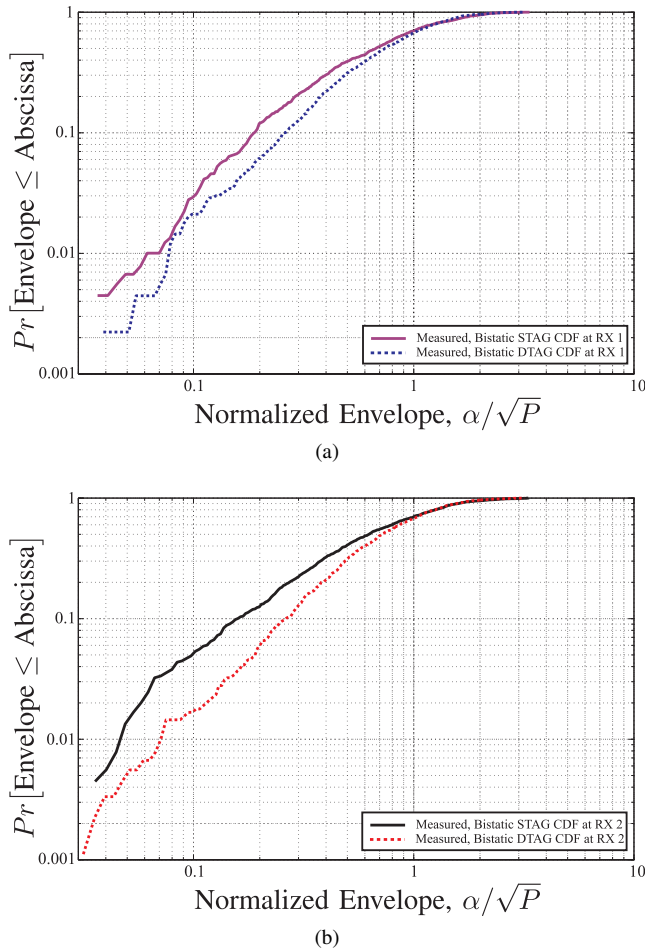 1
0.1
0.01
0.001
Pr [Envelope ≤ Abscissa]
Measured, Bistatic STAG CDF at RX 1
Measured, Bistatic DTAG CDF at RX 1
0.1 1 10
Normalized Envelope, α/√P
(a)
1
0.1
0.01
0.001
Pr [Envelope ≤ Abscissa]
Measured, Bistatic STAG CDF at RX 2
Measured, Bistatic DTAG CDF at RX 2
0.1 1 10
Normalized Envelope, α/√P
(b)